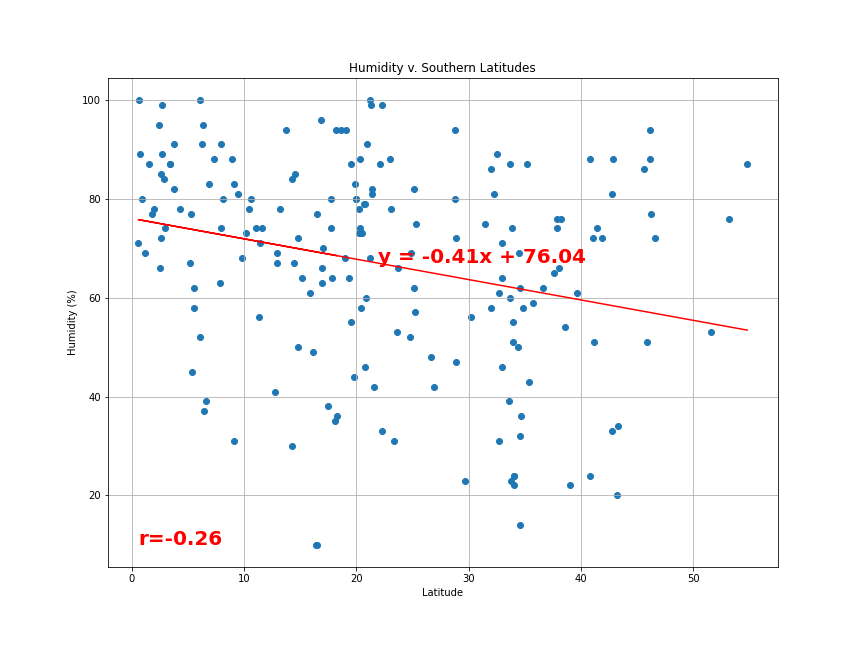 Humidity v. Southern Latitudes
100
80
60
40
20
Humidity (%)
y = -0.41x + 76.04
r=-0.26
0 10 20 30 40 50
Latitude